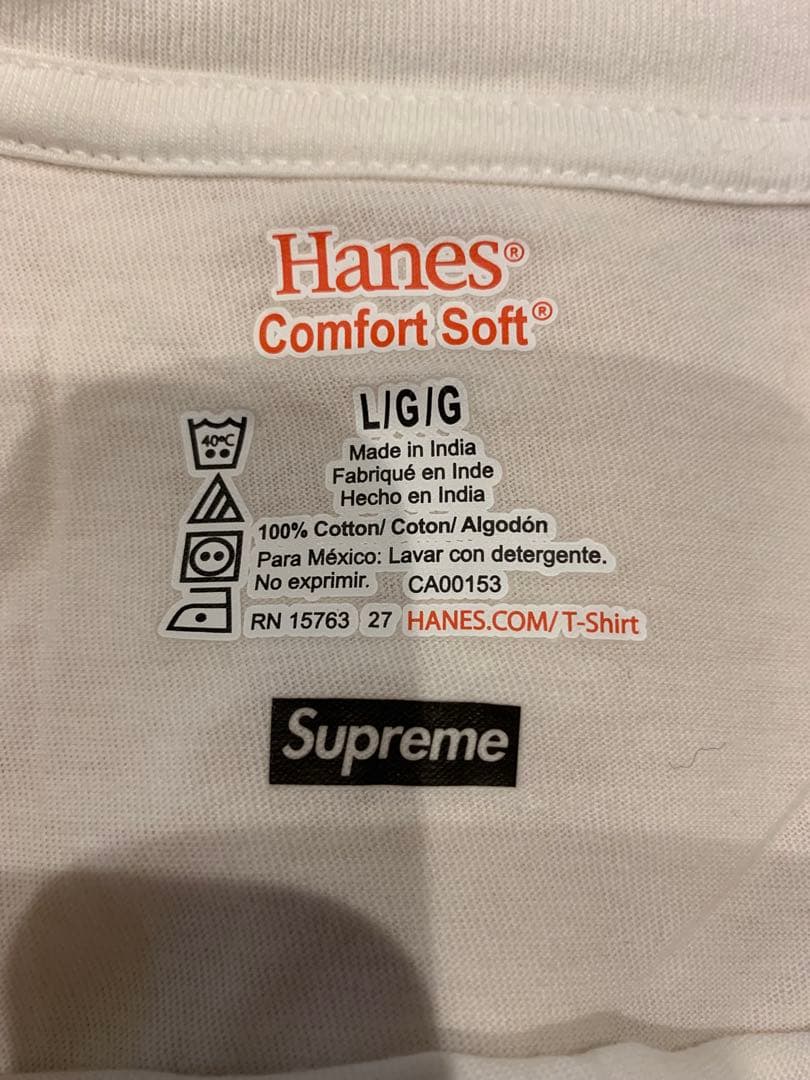 Hanes®
Comfort Soft®
L/G/G
40°C
Made in India
Fabriqué en Inde
Hecho en India
100% Cotton/ Coton/ Algodón
Para México: Lavar con detergente.
No exprimir. CA00153
RN 15763 27 HANES.COM/T-Shirt
Supreme